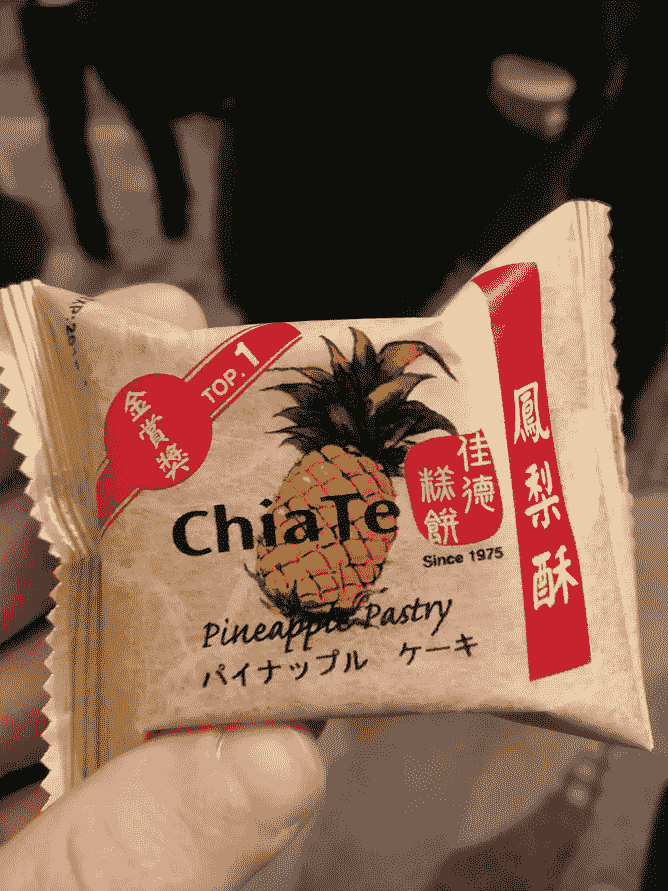 金賞獎
TOP.1
ChiaTe
佳德
糕餅
Since 1975
Pineapple Pastry
パイナップル ケーキ
鳳梨酥